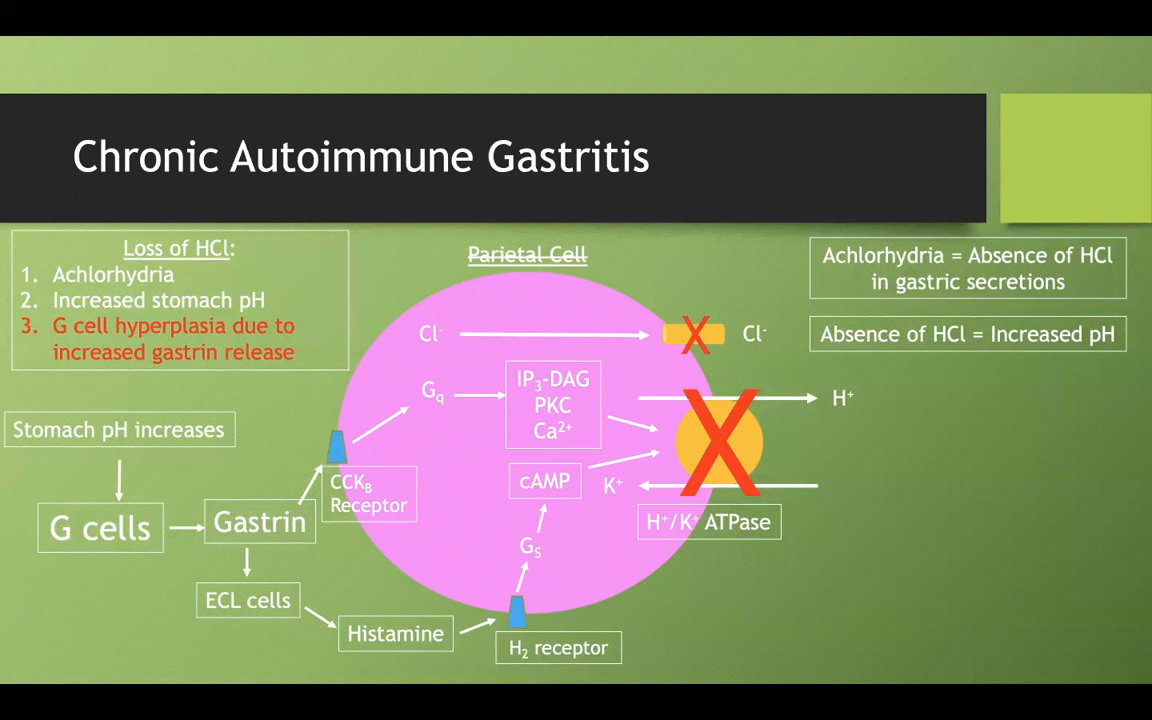 Chronic Autoimmune Gastritis
Loss of HCl:
1. Achlorhydria
2. Increased stomach pH
3. G cell hyperplasia due to
increased gastrin release
Parietal Cell
Achlorhydria = Absence of HCl
in gastric secretions
Absence of HCl = Increased pH
Cl⁻
Cl⁻
Gq
IP₃-DAG
PKC
Ca²⁺
H⁺
Stomach pH increases
CCKB
Receptor
cAMP
K⁺
G cells
Gastrin
H⁺/K⁺ ATPase
GS
ECL cells
Histamine
H₂ receptor